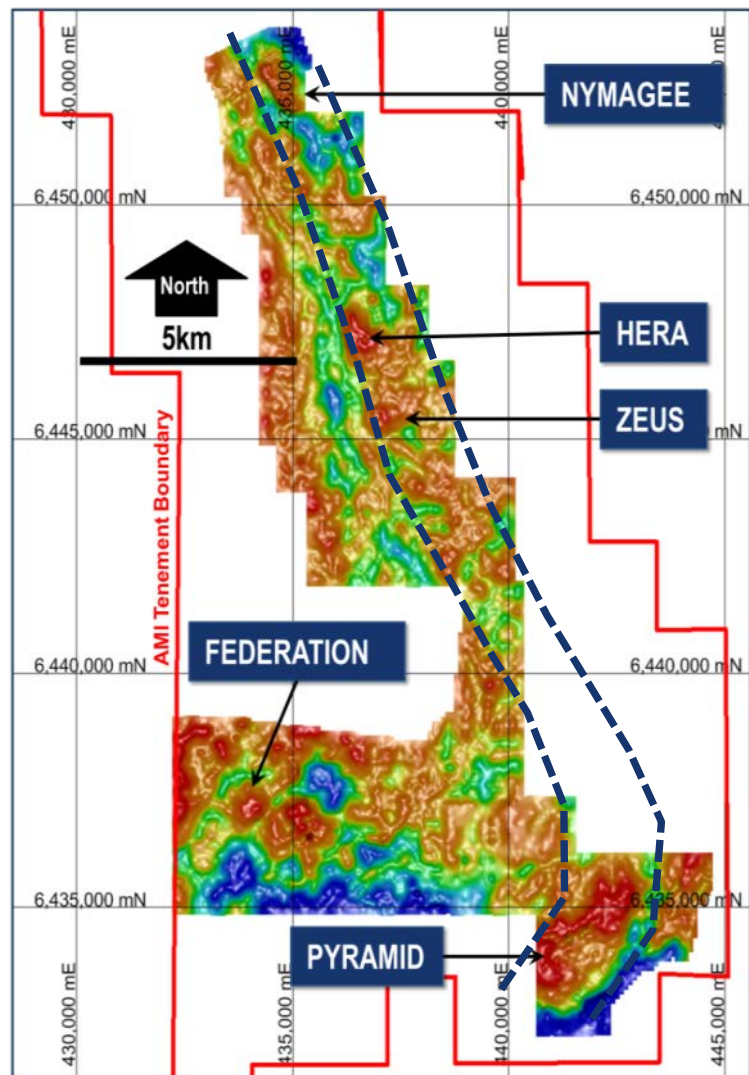 430,000 mE
435,000 mE
440,000 mE
NYMAGEE
6,450,000 mN
6,450,000 mN
North
5km
HERA
ZEUS
6,445,000 mN
AMI Tenement Boundary
FEDERATION
6,440,000 mN
6,440,000 mN
6,435,000 mN
6,435,000 mN
PYRAMID
430,000 mE
435,000 mE
440,000 mE
445,000 mE